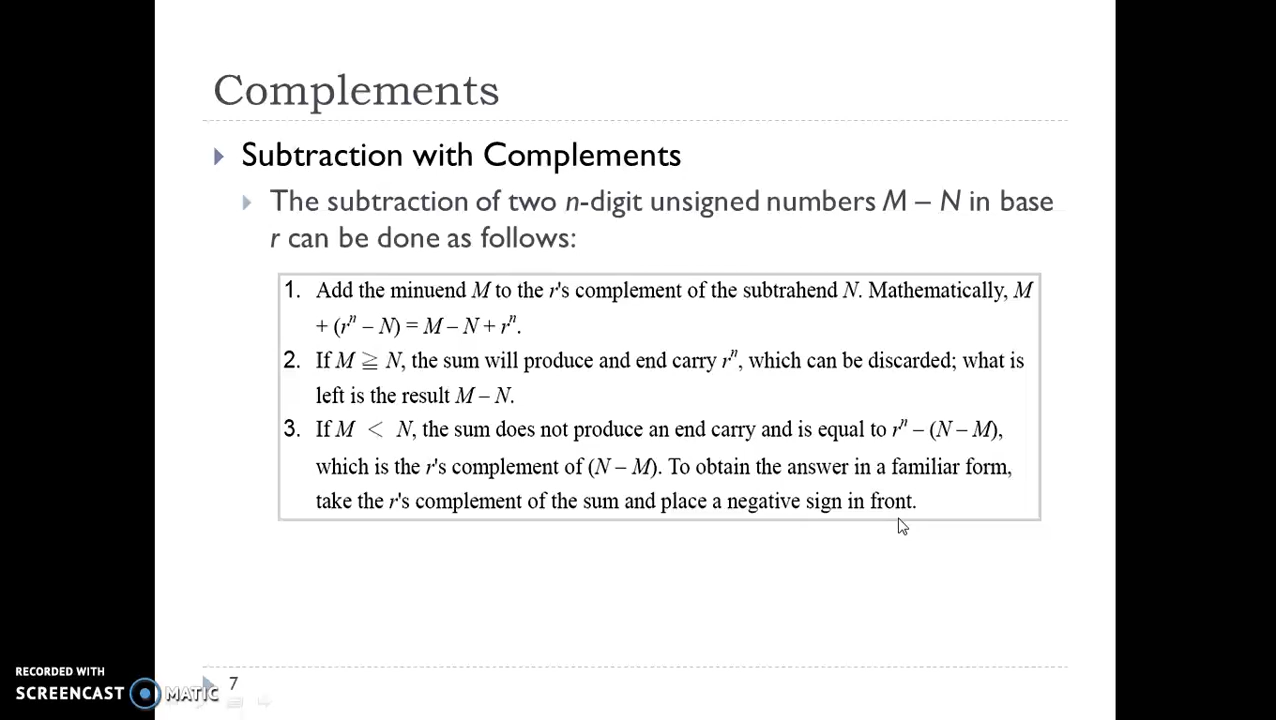 Complements
Subtraction with Complements
The subtraction of two n-digit unsigned numbers M – N in base
r can be done as follows:
1. Add the minuend M to the r's complement of the subtrahend N. Mathematically, M
+ (rⁿ – N) = M – N + rⁿ.
2. If M ≧ N, the sum will produce and end carry rⁿ, which can be discarded; what is
left is the result M – N.
3. If M < N, the sum does not produce an end carry and is equal to rⁿ – (N – M),
which is the r's complement of (N – M). To obtain the answer in a familiar form,
take the r's complement of the sum and place a negative sign in front.
7
RECORDED WITH
SCREENCAST MATIC